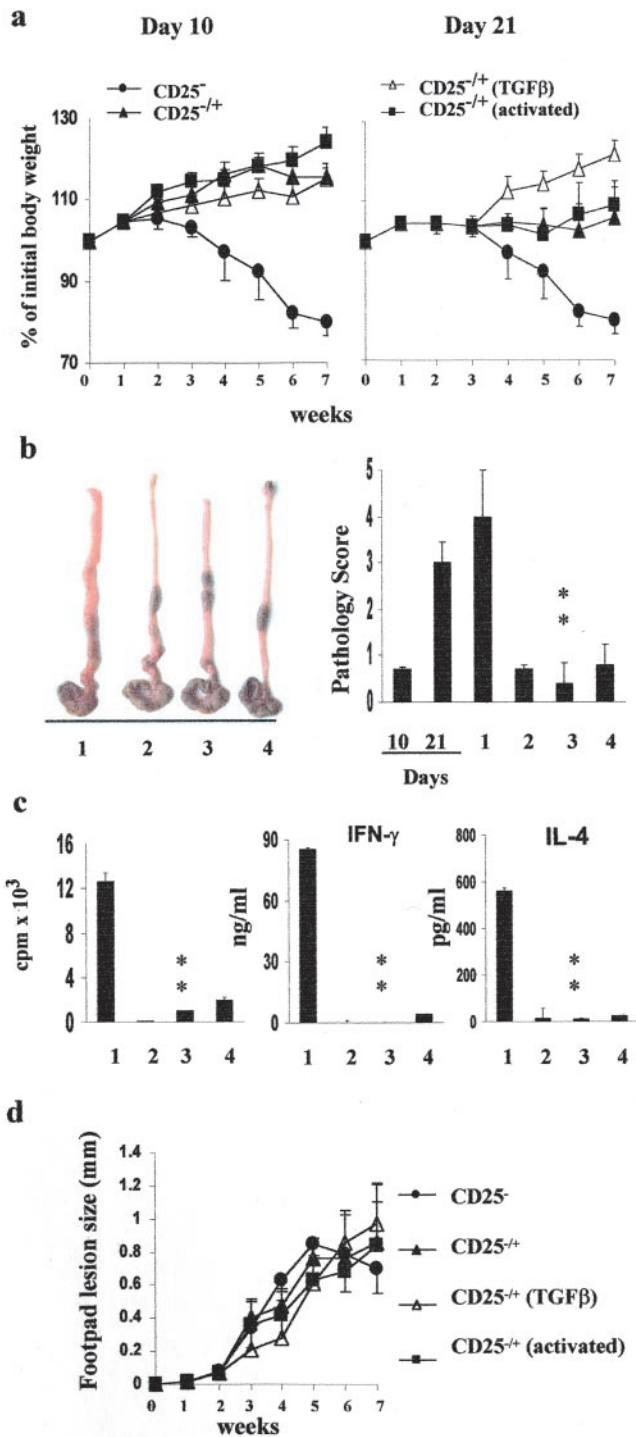 a
Day 10 Day 21
CD25-
CD25-/+
CD25-/+ (TGFβ)
CD25-/+ (activated)
130
110
90
70
% of initial body weight
0 1 2 3 4 5 6 7
0 1 2 3 4 5 6 7
weeks
b
1 2 3 4
Pathology Score
5
4
3
2
1
0
* *
10 21 1 2 3 4
Days
c
cpm x 10³
16
12
8
4
0
* *
1 2 3 4
IFN-γ
ng/ml
90
60
30
0
* *
1 2 3 4
IL-4
pg/ml
800
600
400
200
0
* *
1 2 3 4
d
Footpad lesion size (mm)
1.4
1.2
1
0.8
0.6
0.4
0.2
0
0 1 2 3 4 5 6 7
weeks
CD25-
CD25-/+
CD25-/+ (TGFβ)
CD25-/+ (activated)